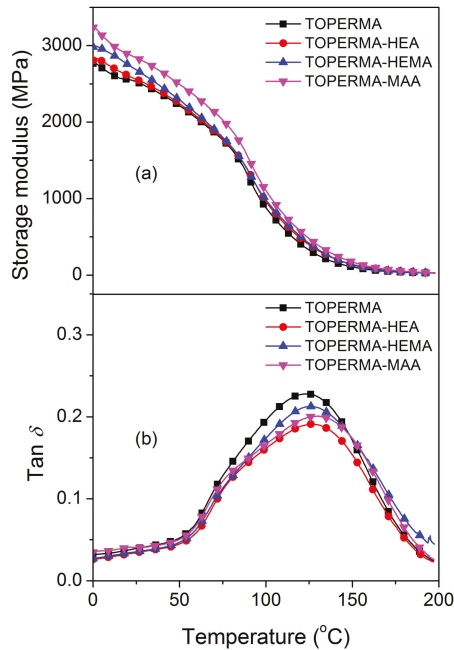 TOPERMA
TOPERMA-HEA
TOPERMA-HEMA
TOPERMA-MAA
3000
2000
1000
0
Storage modulus (MPa)
(a)
TOPERMA
TOPERMA-HEA
TOPERMA-HEMA
TOPERMA-MAA
0.3
0.2
0.1
0.0
Tan δ
(b)
0 50 100 150 200
Temperature (°C)